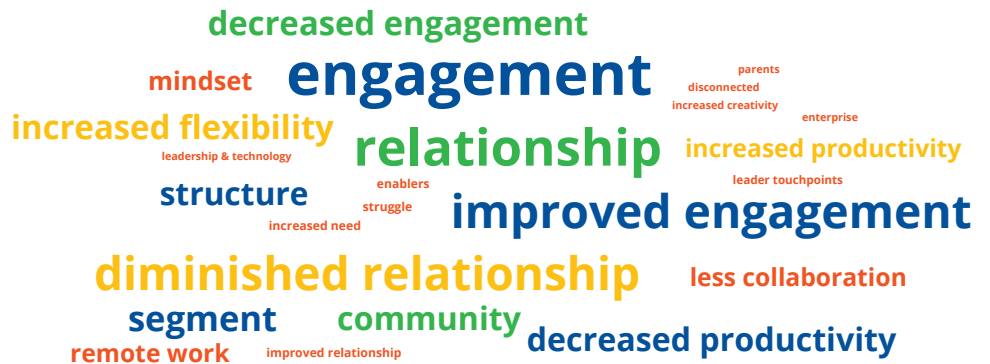 decreased engagement
mindset
engagement
parents
disconnected
increased creativity
enterprise
increased flexibility
relationship
increased productivity
leadership & technology
structure
enablers
leader touchpoints
struggle
improved engagement
increased need
diminished relationship
less collaboration
segment
community
decreased productivity
remote work
improved relationship